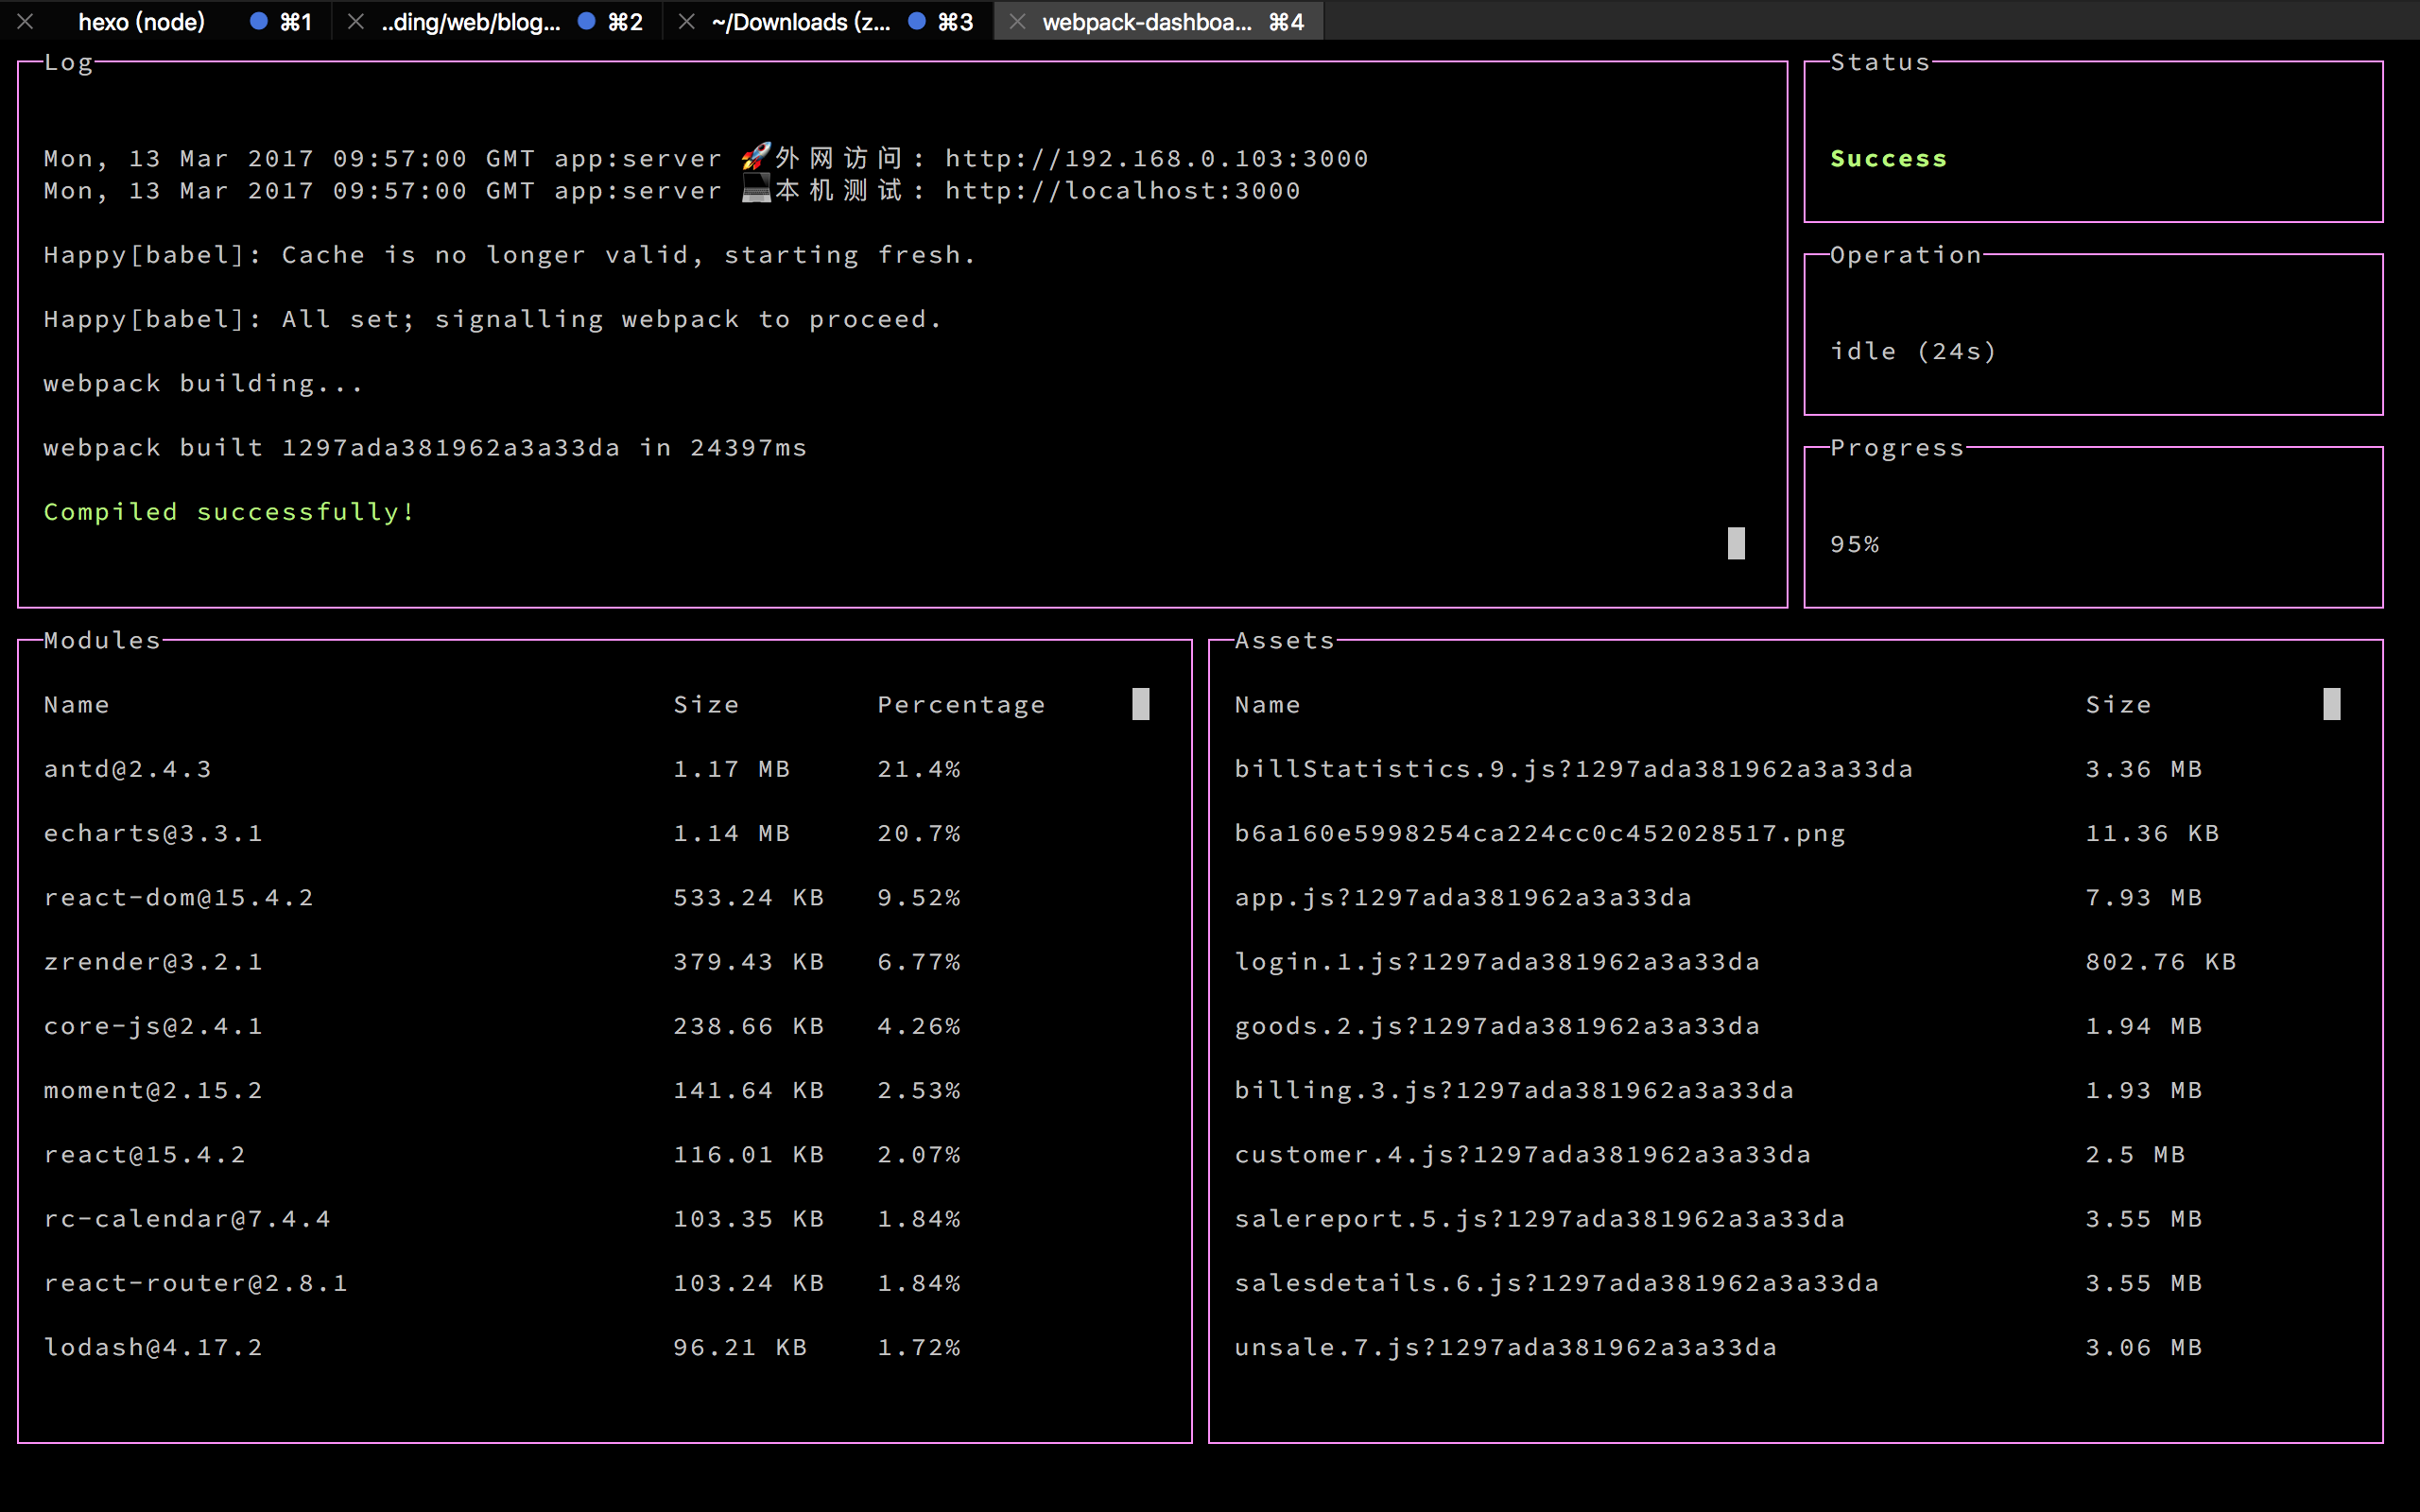 hexo (node) ⌘1 ..ding/web/blog... ⌘2 ~/Downloads (z... ⌘3 webpack-dashboa... ⌘4
Log
Mon, 13 Mar 2017 09:57:00 GMT app:server 🚀外网访问: http://192.168.0.103:3000
Mon, 13 Mar 2017 09:57:00 GMT app:server 💻本机测试: http://localhost:3000
Happy[babel]: Cache is no longer valid, starting fresh.
Happy[babel]: All set; signalling webpack to proceed.
webpack building...
webpack built 1297ada381962a3a33da in 24397ms
Compiled successfully!
Status
Success
Operation
idle (24s)
Progress
95%
Modules
Name Size Percentage
antd@2.4.3 1.17 MB 21.4%
echarts@3.3.1 1.14 MB 20.7%
react-dom@15.4.2 533.24 KB 9.52%
zrender@3.2.1 379.43 KB 6.77%
core-js@2.4.1 238.66 KB 4.26%
moment@2.15.2 141.64 KB 2.53%
react@15.4.2 116.01 KB 2.07%
rc-calendar@7.4.4 103.35 KB 1.84%
react-router@2.8.1 103.24 KB 1.84%
lodash@4.17.2 96.21 KB 1.72%
Assets
Name Size
billStatistics.9.js?1297ada381962a3a33da 3.36 MB
b6a160e5998254ca224cc0c452028517.png 11.36 KB
app.js?1297ada381962a3a33da 7.93 MB
login.1.js?1297ada381962a3a33da 802.76 KB
goods.2.js?1297ada381962a3a33da 1.94 MB
billing.3.js?1297ada381962a3a33da 1.93 MB
customer.4.js?1297ada381962a3a33da 2.5 MB
salereport.5.js?1297ada381962a3a33da 3.55 MB
salesdetails.6.js?1297ada381962a3a33da 3.55 MB
unsale.7.js?1297ada381962a3a33da 3.06 MB